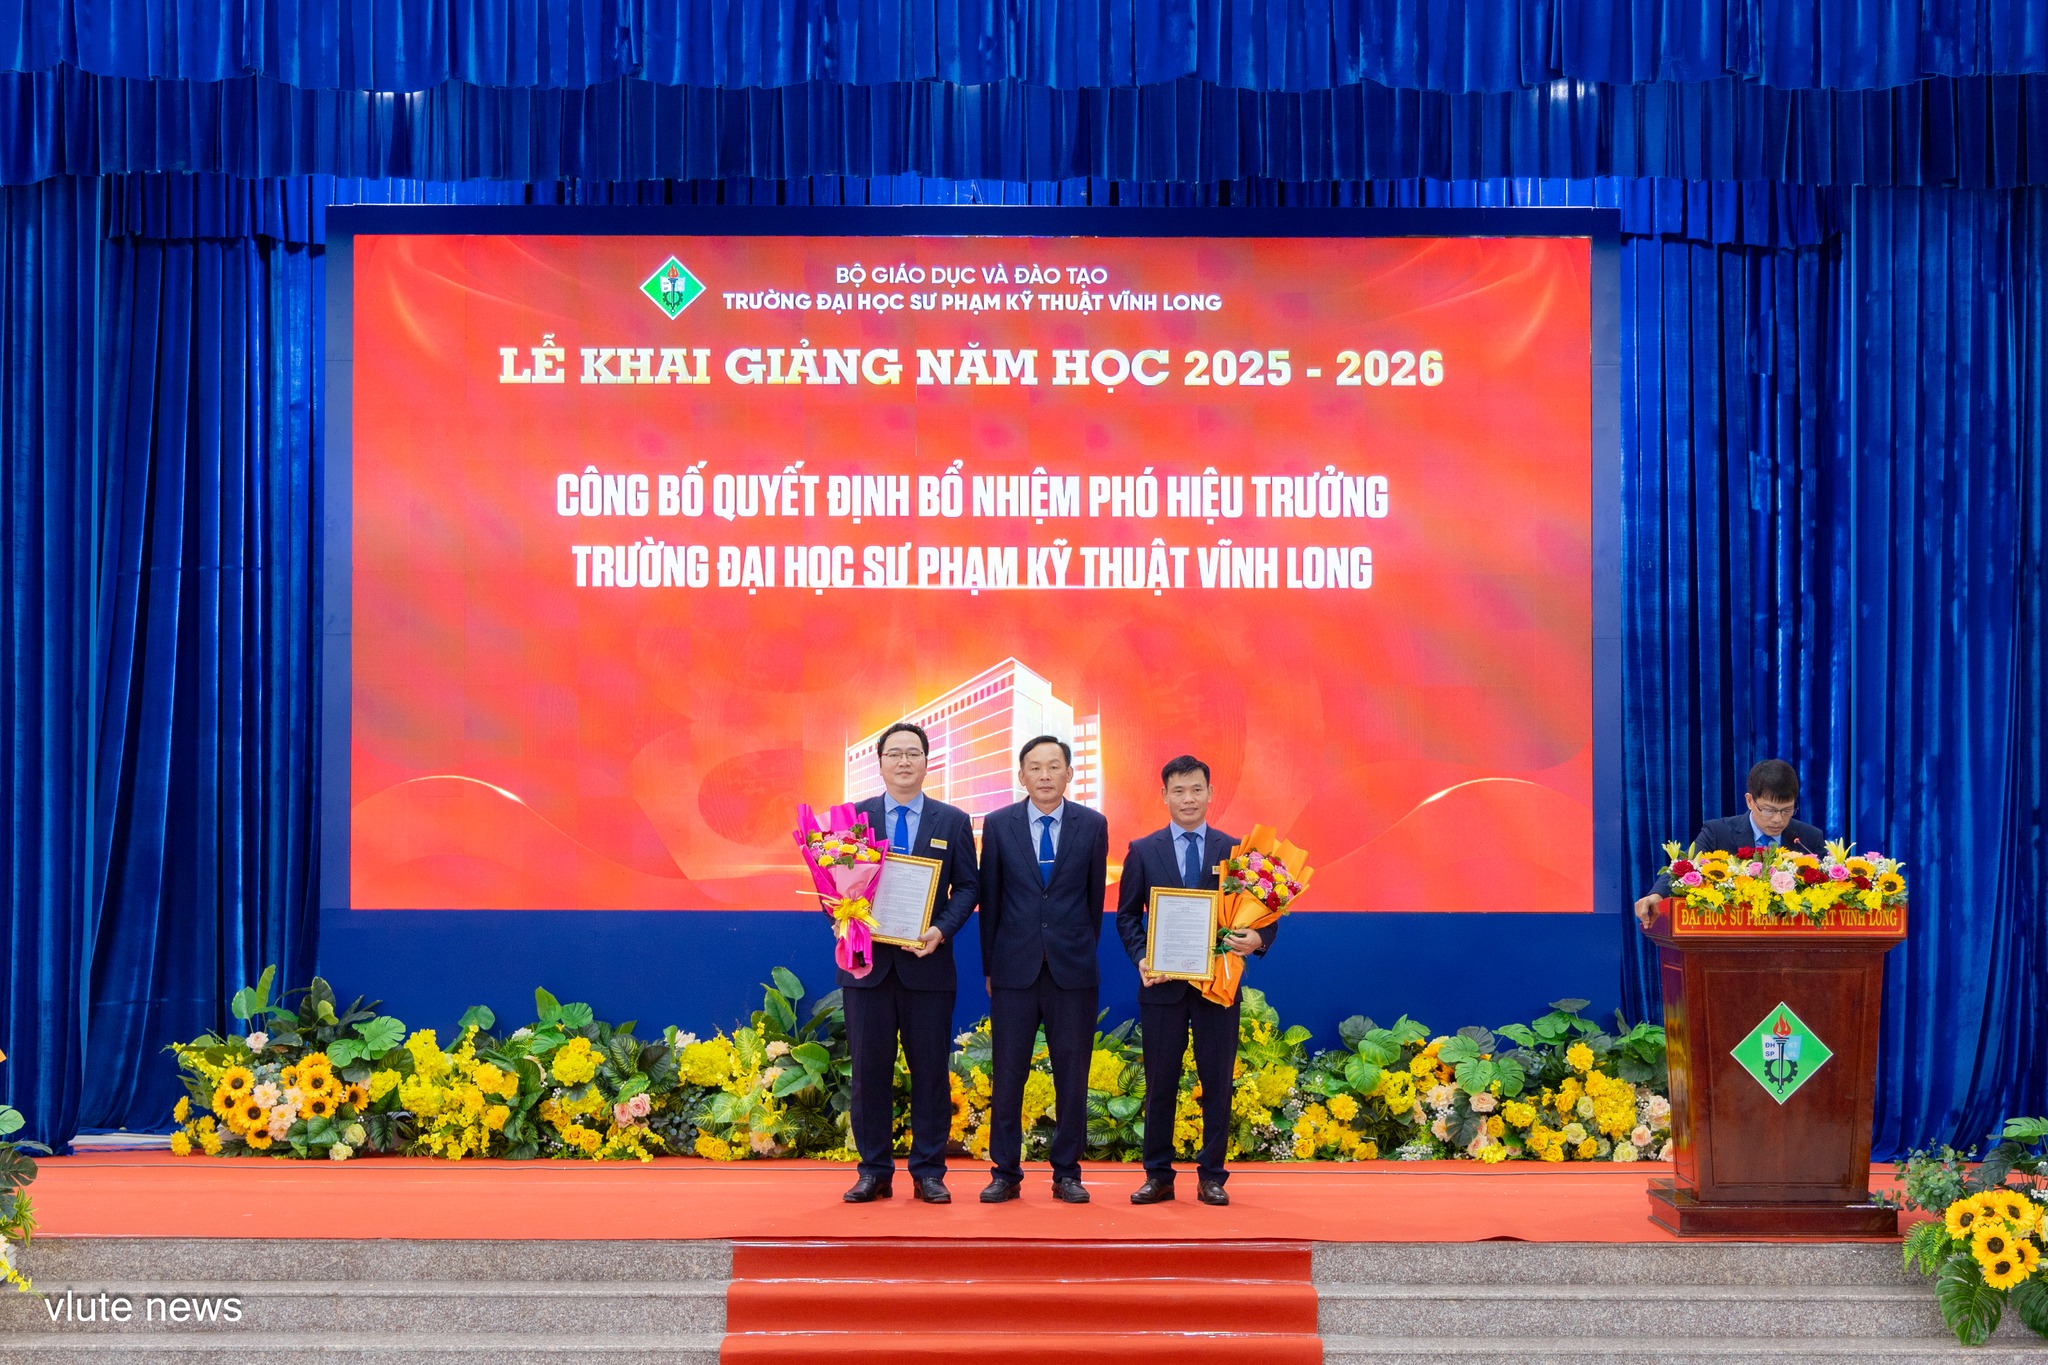 BỘ GIÁO DỤC VÀ ĐÀO TẠO
TRƯỜNG ĐẠI HỌC SƯ PHẠM KỸ THUẬT VĨNH LONG
LỄ KHAI GIẢNG NĂM HỌC 2025 - 2026
CÔNG BỐ QUYẾT ĐỊNH BỔ NHIỆM PHÓ HIỆU TRƯỞNG
TRƯỜNG ĐẠI HỌC SƯ PHẠM KỸ THUẬT VĨNH LONG
ĐẠI HỌC SƯ PHẠM KỸ THUẬT VĨNH LONG
ĐH
SP
vlute news